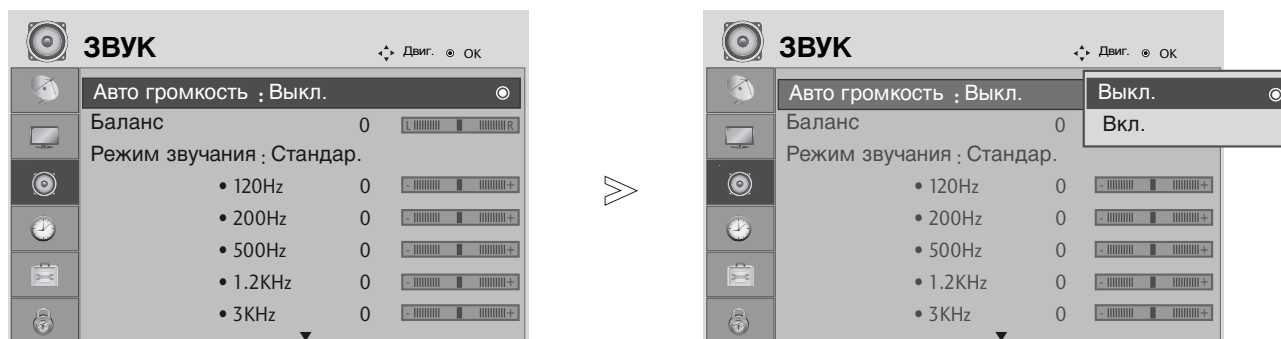 ЗВУК
Двиг. ОК
Авто громкость : Выкл.
Баланс 0 L R
Режим звучания : Стандар.
• 120Hz 0 - +
• 200Hz 0 - +
• 500Hz 0 - +
• 1.2KHz 0 - +
• 3KHz 0 - +
ЗВУК
Двиг. ОК
Авто громкость : Выкл.
Выкл.
Вкл.
Баланс 0
Режим звучания : Стандар.
• 120Hz 0 - +
• 200Hz 0 - +
• 500Hz 0 - +
• 1.2KHz 0 - +
• 3KHz 0 - +